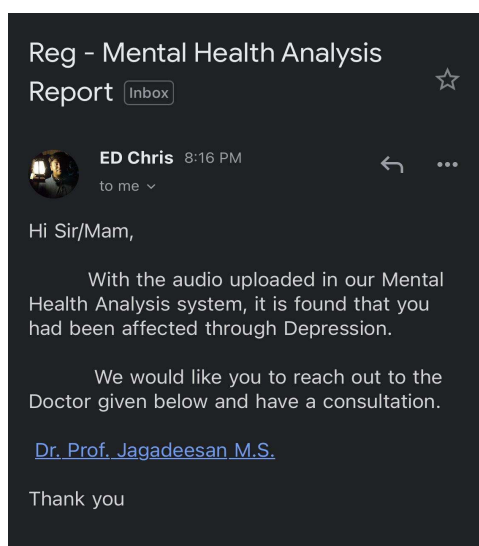 Reg - Mental Health Analysis
Report Inbox
ED Chris 8:16 PM
to me
Hi Sir/Mam,
With the audio uploaded in our Mental
Health Analysis system, it is found that you
had been affected through Depression.
We would like you to reach out to the
Doctor given below and have a consultation.
Dr. Prof. Jagadeesan M.S.
Thank you